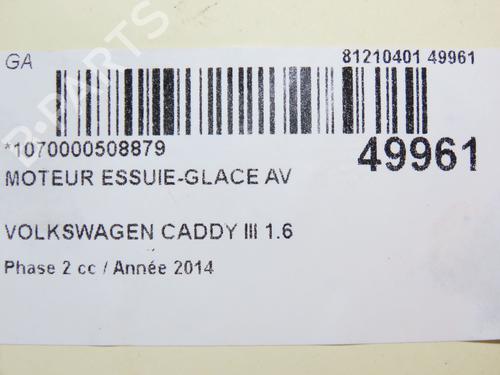 GA
81210401 49961
*1070000508879
49961
MOTEUR ESSUIE-GLACE AV
VOLKSWAGEN CADDY III 1.6
Phase 2 cc / Année 2014
B-PARTS